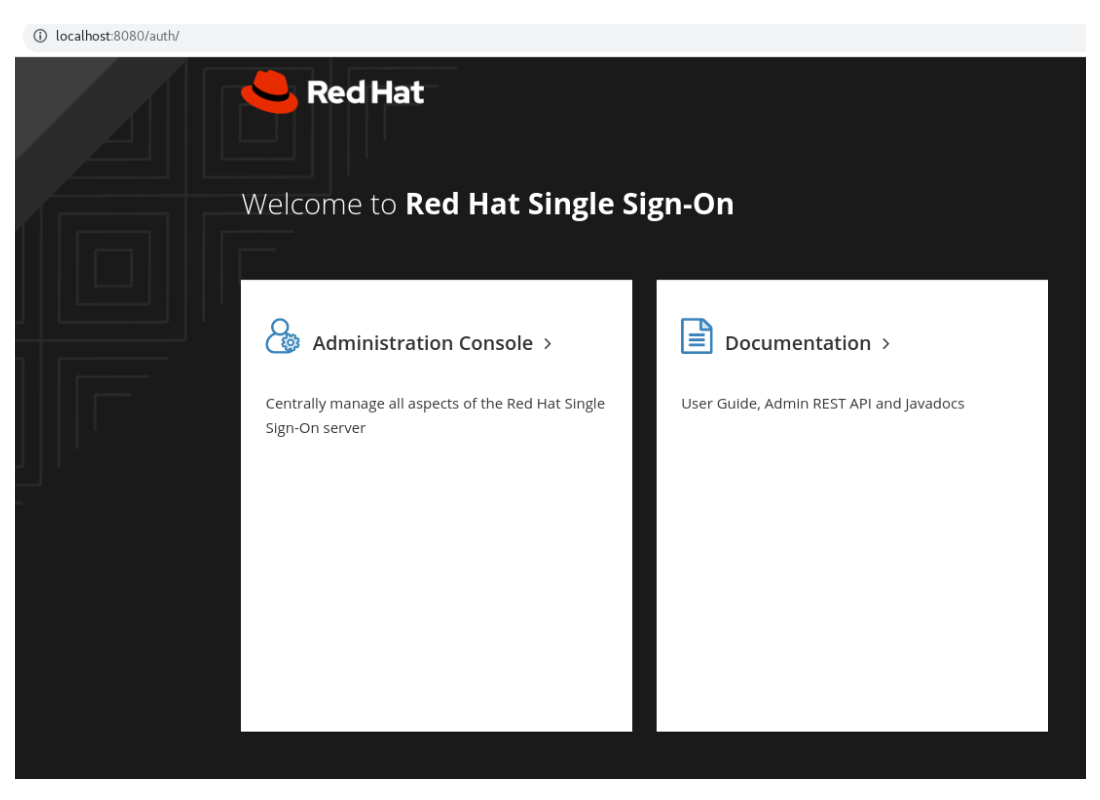 localhost:8080/auth/
Red Hat
Welcome to Red Hat Single Sign-On
Administration Console
Centrally manage all aspects of the Red Hat Single
Sign-On server
Documentation
User Guide, Admin REST API and Javadocs